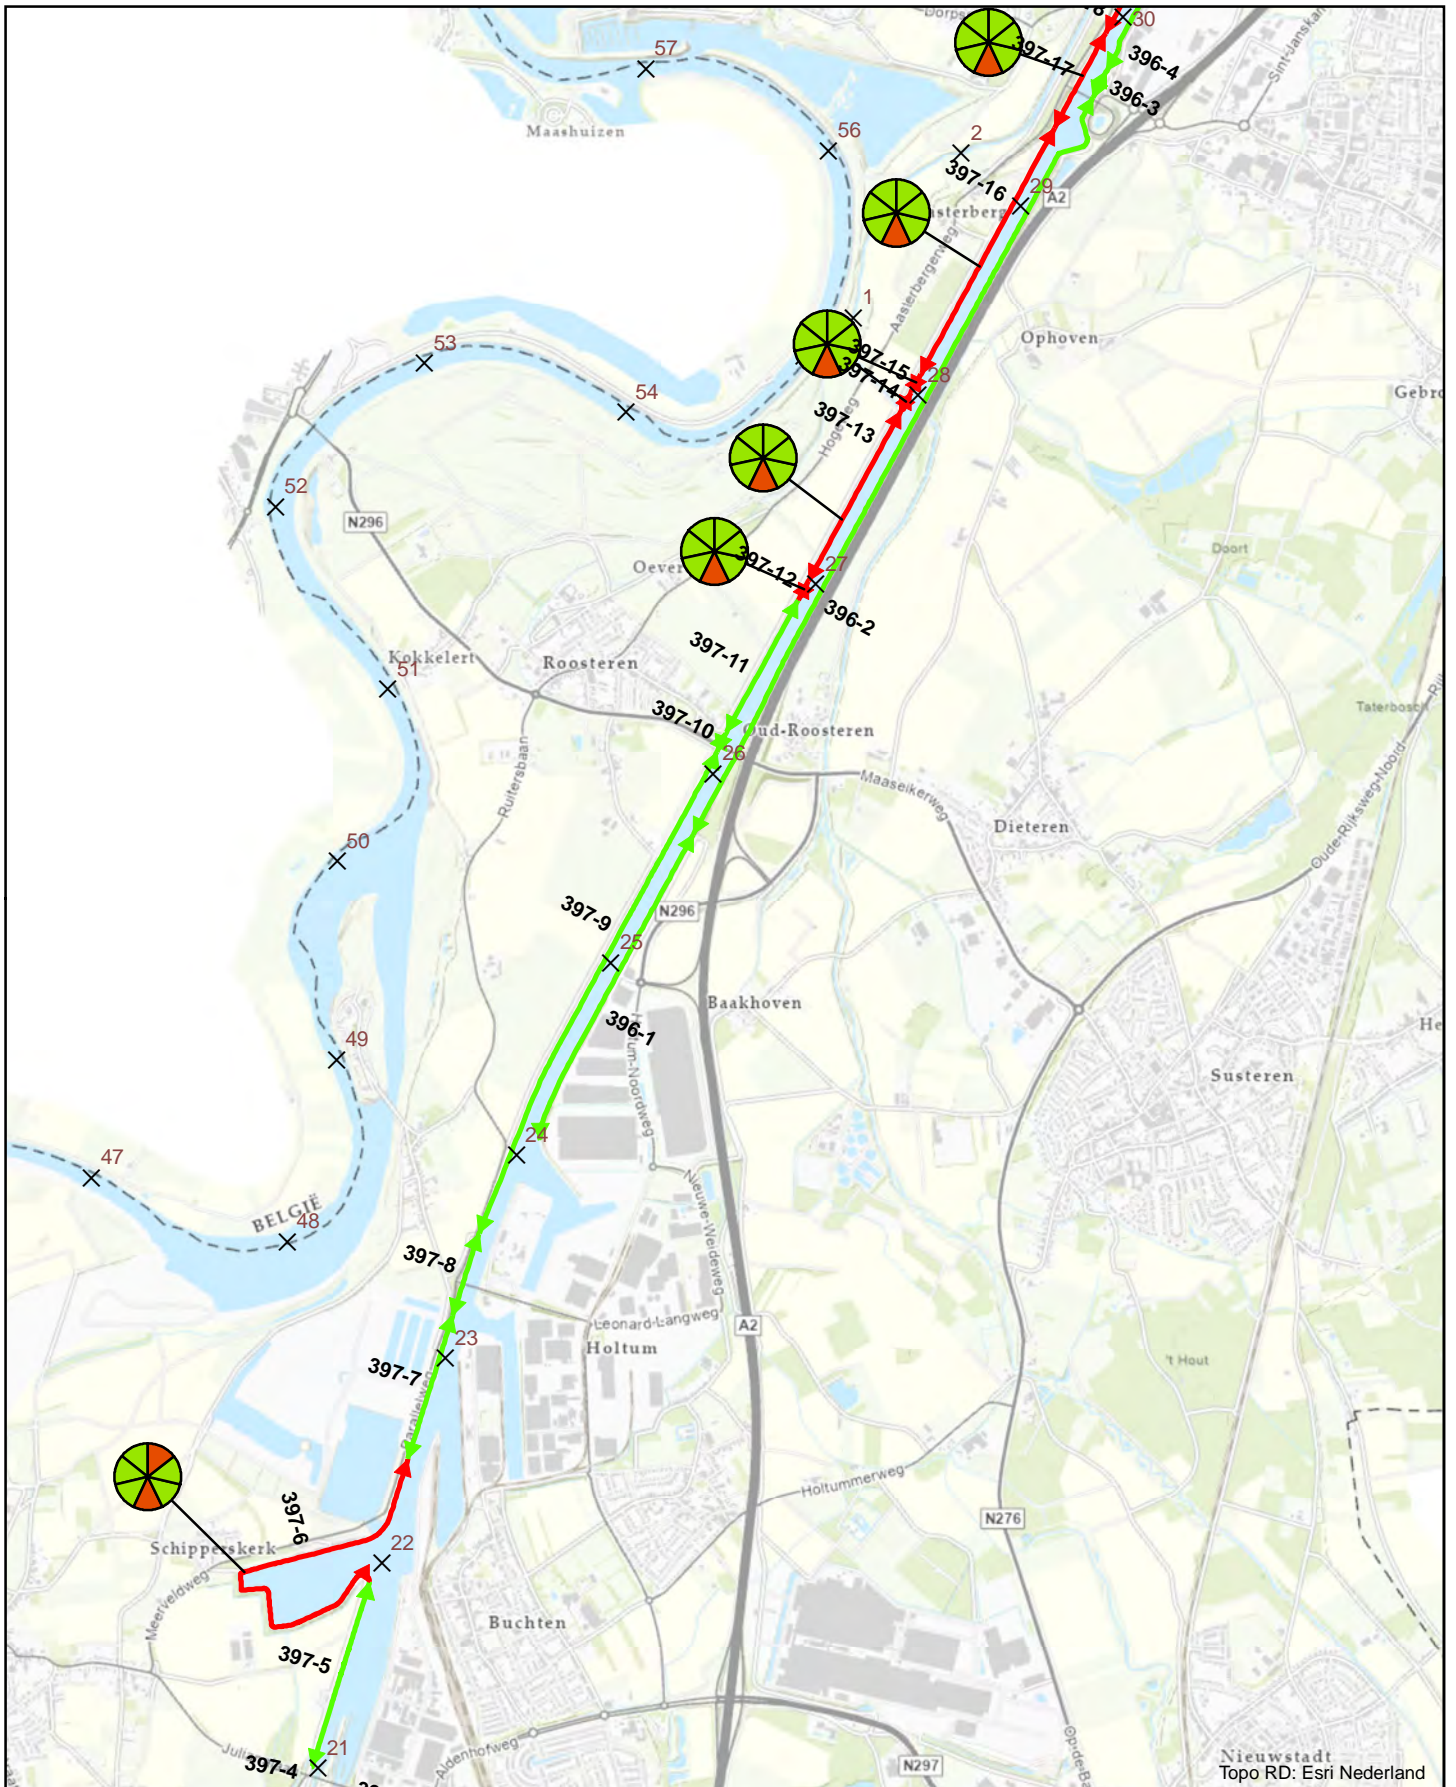 30
57
397-17
396-4
Sint-Janskan
396-3
Maashuizen
56
2
397-16
29
A2
Aasterbergerweg
1
Ophoven
53
397-15
28
397-14
Gebro
54
397-13
52
N296
Doort
397-12
27
Oever
396-2
397-11
Kokkelert
Roosteren
51
397-10
Taterbosch
Oud-Roosteren
26
Ruitersbaan
Maaseikerweg
Dieteren
50
Oude-Rijksweg-Noord
397-9
N296
25
Baakhoven
396-1
He
49
Susteren
24
47
Nieuwe-Weideweg
BELGIË
48
397-8
Leonard-Langweg
A2
23
Holtum
't Hout
397-7
Parallelweg
Holtummerweg
397-6
N276
Schipperskerk
22
Meerveldweg
Buchten
397-5
21
397-4
Aldenhofweg
N297
Nieuwstadt
Topo RD: Esri Nederland